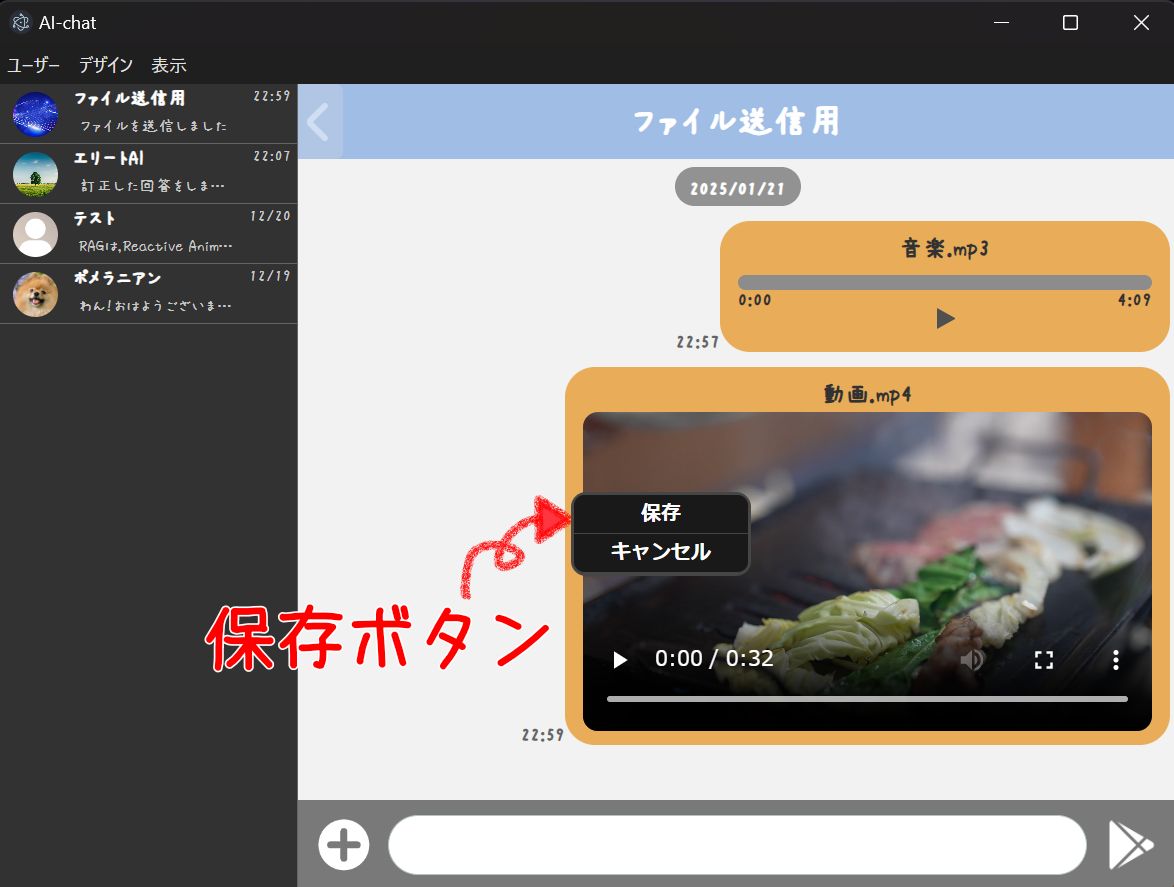 AI-chat
ユーザー デザイン 表示
ファイル送信用 22:59
ファイルを送信しました
エリートAI 22:07
訂正した回答をしま…
テスト 12/20
RAGは,Reactive Anim…
ポメラニアン 12/19
わん!おはようございま…
ファイル送信用
2025/01/21
音楽.mp3
0:00 4:09
22:57
動画.mp4
保存
キャンセル
保存ボタン
0:00 / 0:32
22:59